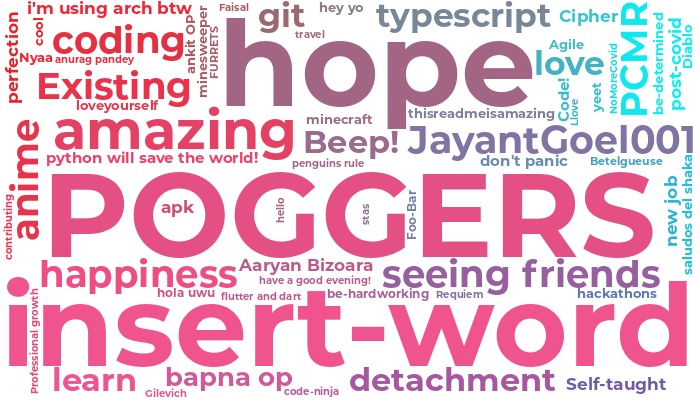 i'm using arch btw
perfection
cool
Nyaa
anurag pandey
coding
Existing
loveyourself
ankit OP
minesweeper
FURRETS
Faisal
git
hey yo
travel
hope
typescript
Cipher
Agile
love
Code!
LLove
yeet
NoMoreCovid
PCMR
be-determined
post-covid
Diablo
amazing
minecraft
thisreadmeisamazing
Beep!
JayantGoel001
python will save the world!
penguins rule
don't panic
Betelgueuse
anime
contributing
POGGERS
apk
hello
stas
Foo-Bar
new job
saludos del shaka
happiness
Aaryan Bizoara
have a good evening!
seeing friends
hola uwu
flutter and dart
be-hardworking
Requiem
hackathons
insert-word
Professional growth
learn
bapna op
Gilevich
code-ninja
detachment
Self-taught